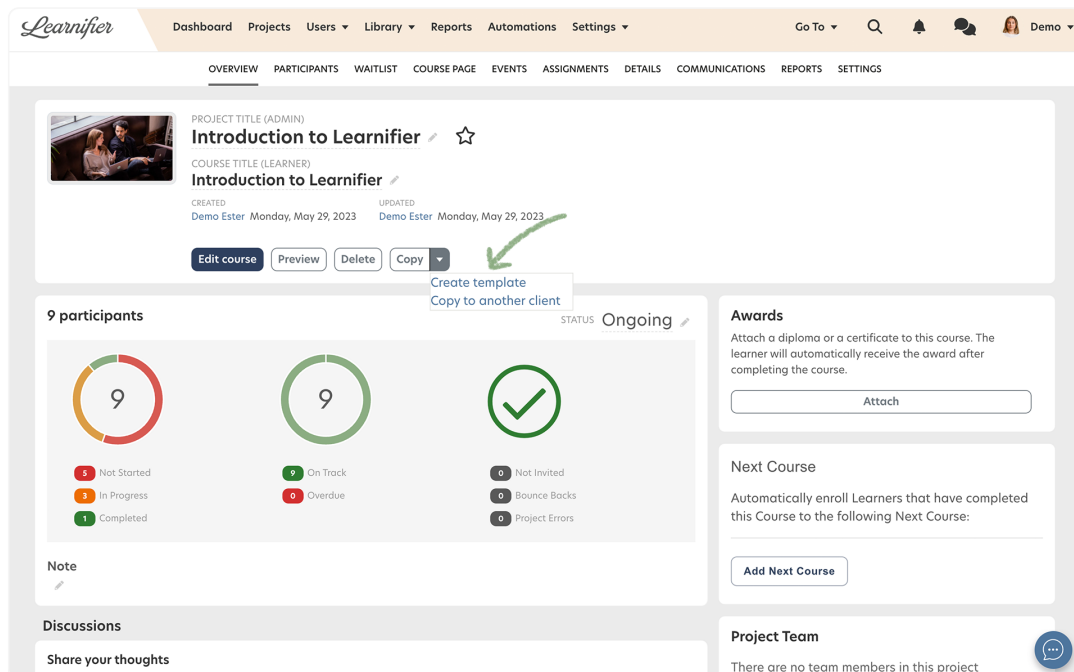 Learnifier
Dashboard Projects Users Library Reports Automations Settings Go To Demo
OVERVIEW PARTICIPANTS WAITLIST COURSE PAGE EVENTS ASSIGNMENTS DETAILS COMMUNICATIONS REPORTS SETTINGS
PROJECT TITLE (ADMIN)
Introduction to Learnifier
COURSE TITLE (LEARNER)
Introduction to Learnifier
CREATED UPDATED
Demo Ester Monday, May 29, 2023 Demo Ester Monday, May 29, 2023
Edit course Preview Delete Copy
Create template
Copy to another client
9 participants
STATUS Ongoing
9 9
5 Not Started 9 On Track 0 Not Invited
3 In Progress 0 Overdue 0 Bounce Backs
1 Completed 0 Project Errors
Note
Discussions
Share your thoughts
Awards
Attach a diploma or a certificate to this course. The
learner will automatically receive the award after
completing the course.
Attach
Next Course
Automatically enroll Learners that have completed
this Course to the following Next Course:
Add Next Course
Project Team
There are no team members in this project